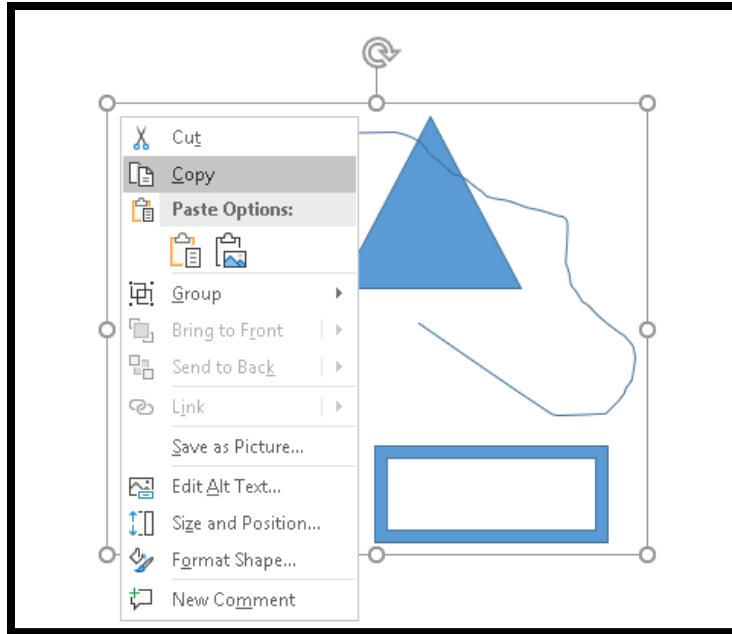 Cut
Copy
Paste Options:
Group
Bring to Front
Send to Back
Link
Save as Picture...
Edit Alt Text...
Size and Position...
Format Shape...
New Comment